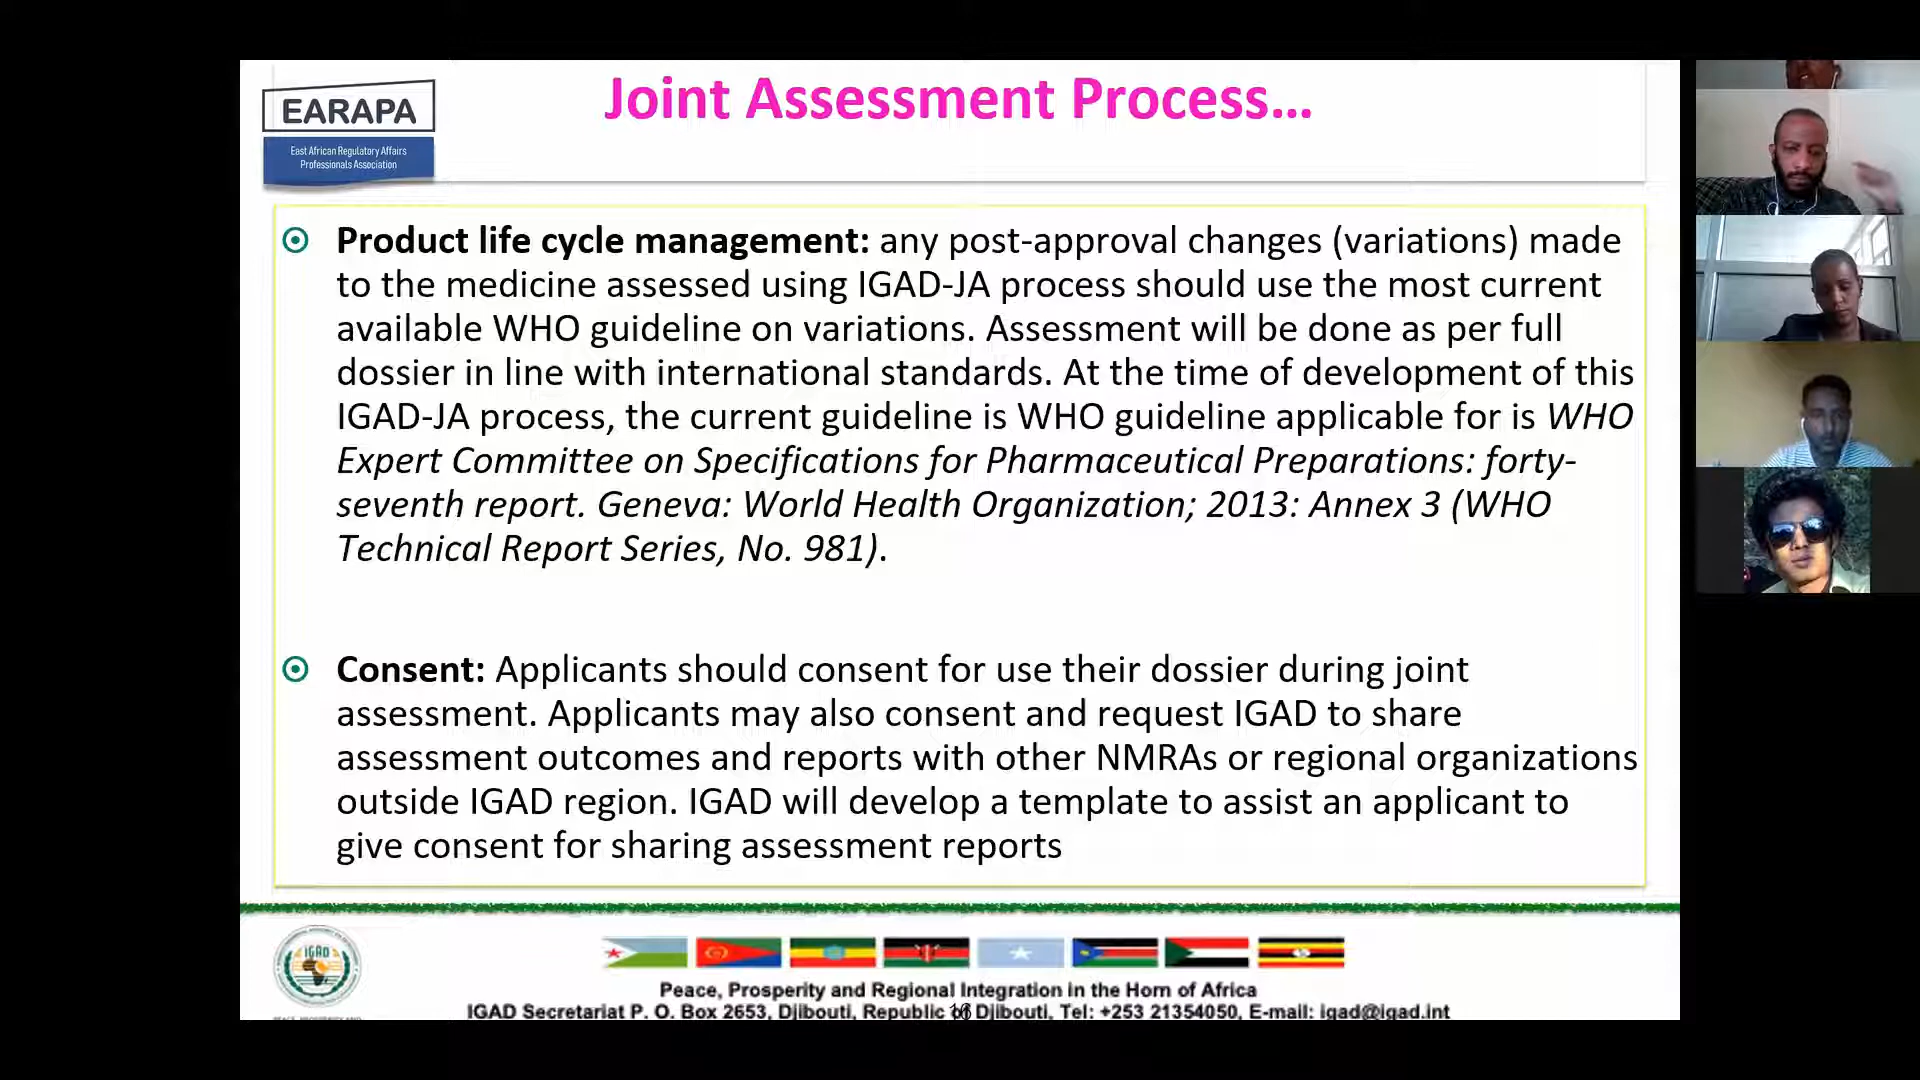 Joint Assessment Process...
EARAPA
East African Regulatory Affairs
Professionals Association
Product life cycle management: any post-approval changes (variations) made
to the medicine assessed using IGAD-JA process should use the most current
available WHO guideline on variations. Assessment will be done as per full
dossier in line with international standards. At the time of development of this
IGAD-JA process, the current guideline is WHO guideline applicable for is WHO
Expert Committee on Specifications for Pharmaceutical Preparations: forty-
seventh report. Geneva: World Health Organization; 2013: Annex 3 (WHO
Technical Report Series, No. 981).
Consent: Applicants should consent for use their dossier during joint
assessment. Applicants may also consent and request IGAD to share
assessment outcomes and reports with other NMRAs or regional organizations
outside IGAD region. IGAD will develop a template to assist an applicant to
give consent for sharing assessment reports
IGAD
Peace, Prosperity and Regional Integration in the Horn of Africa
IGAD Secretariat P. O. Box 2653, Djibouti, Republic of Djibouti, Tel: +253 21354050, E-mail: igad@igad.int
16